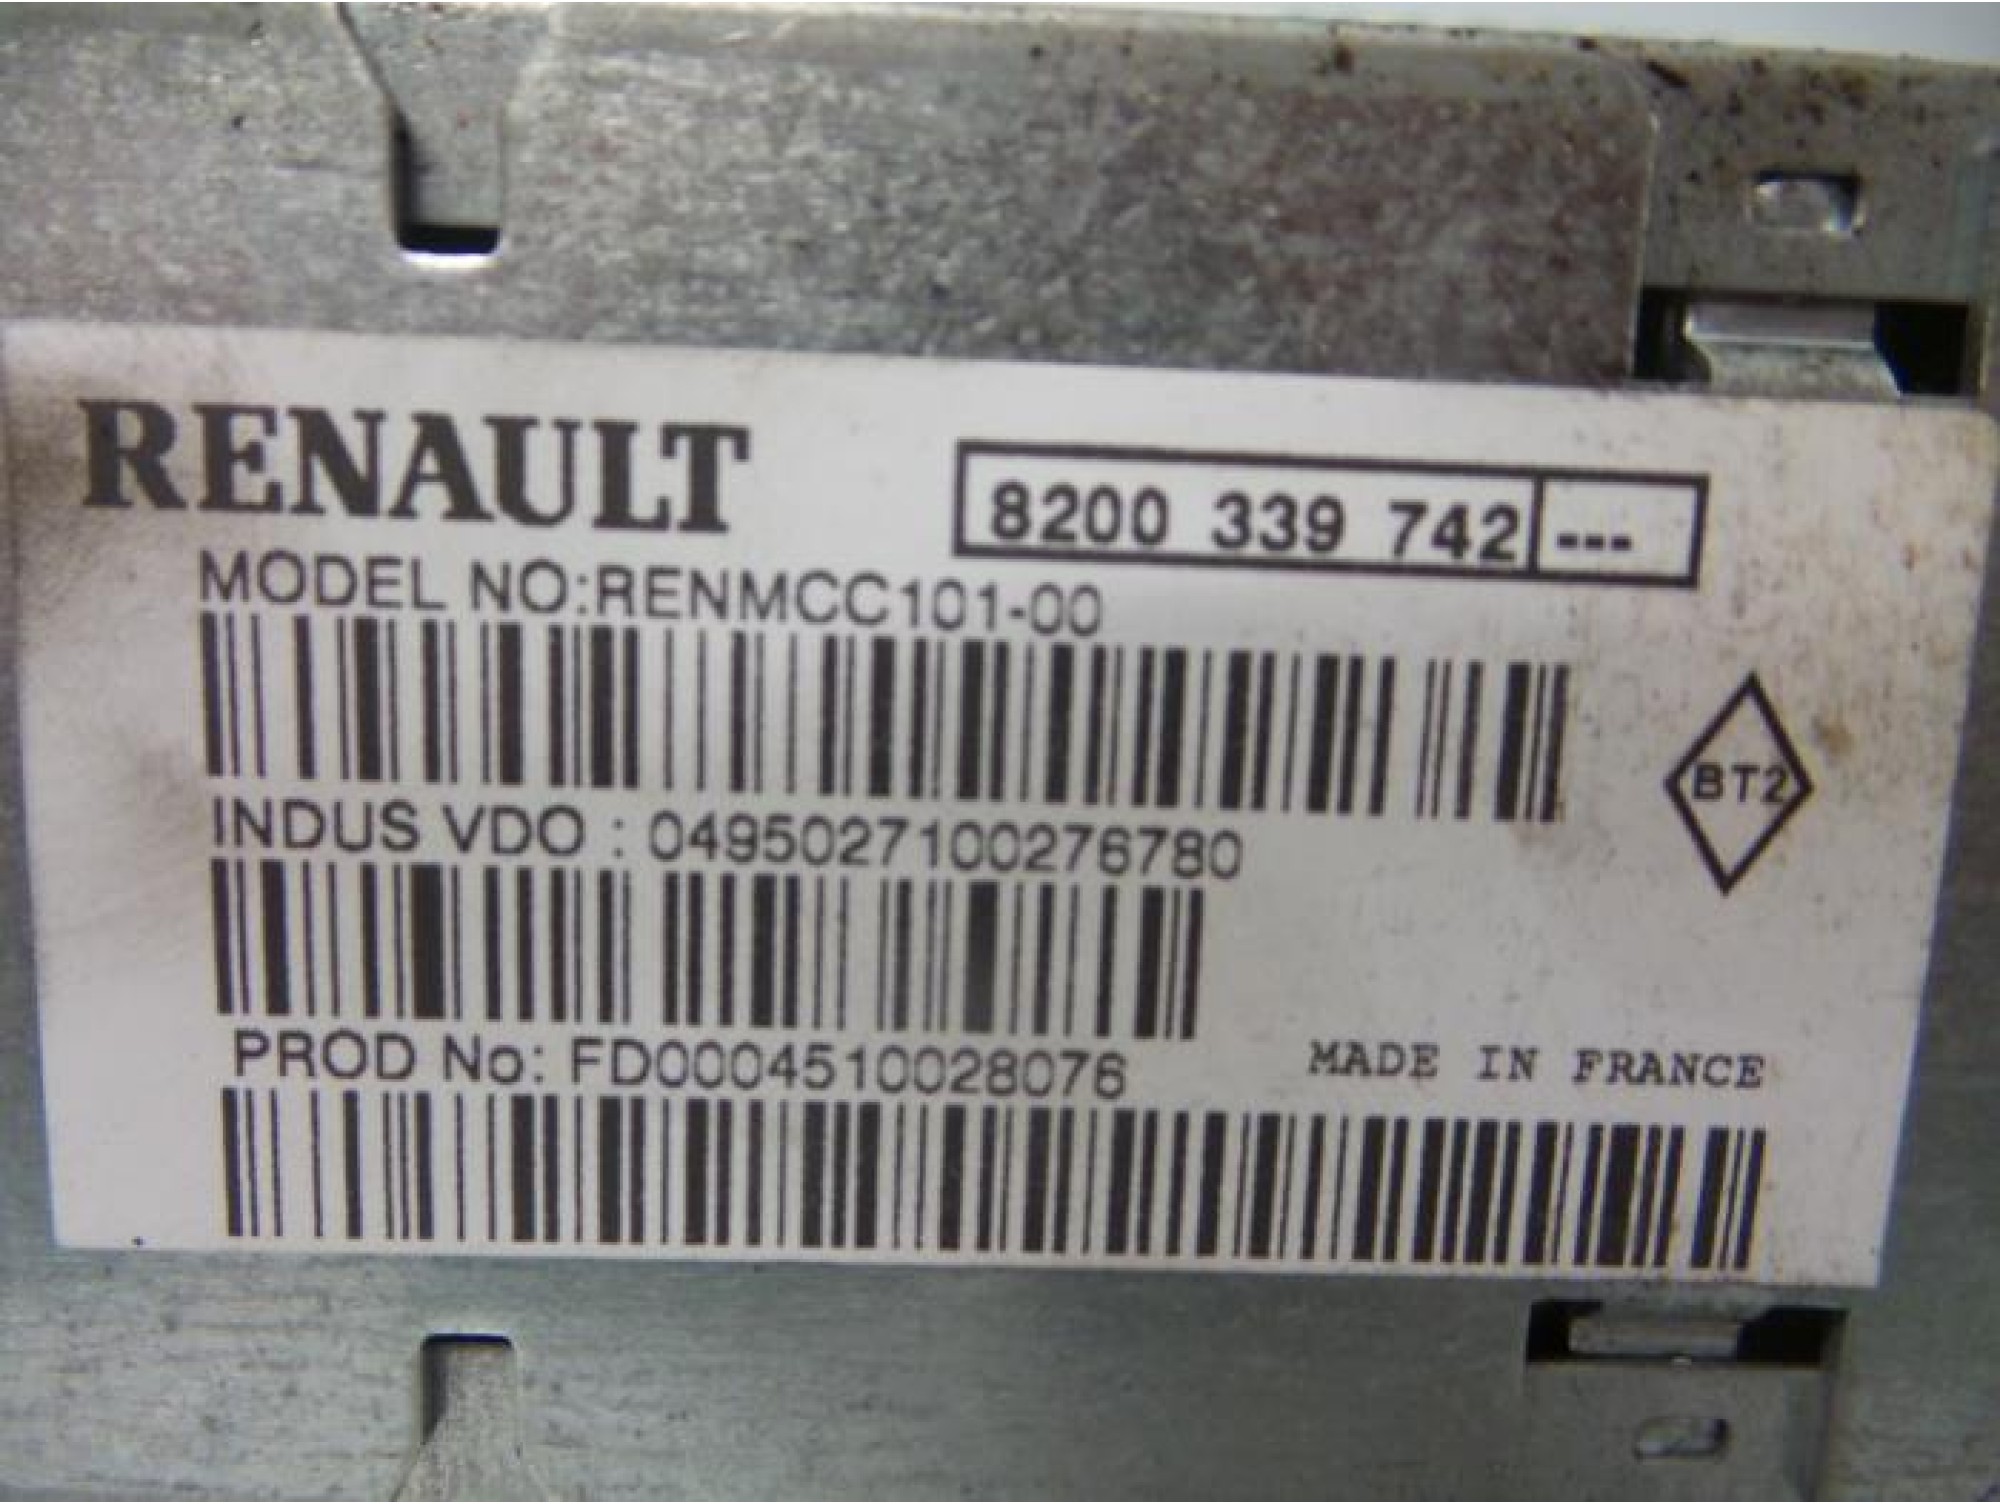 RENAULT
8200 339 742 ---
MODEL NO:RENMCC101-00
BT2
INDUS VDO : 0495027100276780
PROD No: FD0004510028076
MADE IN FRANCE